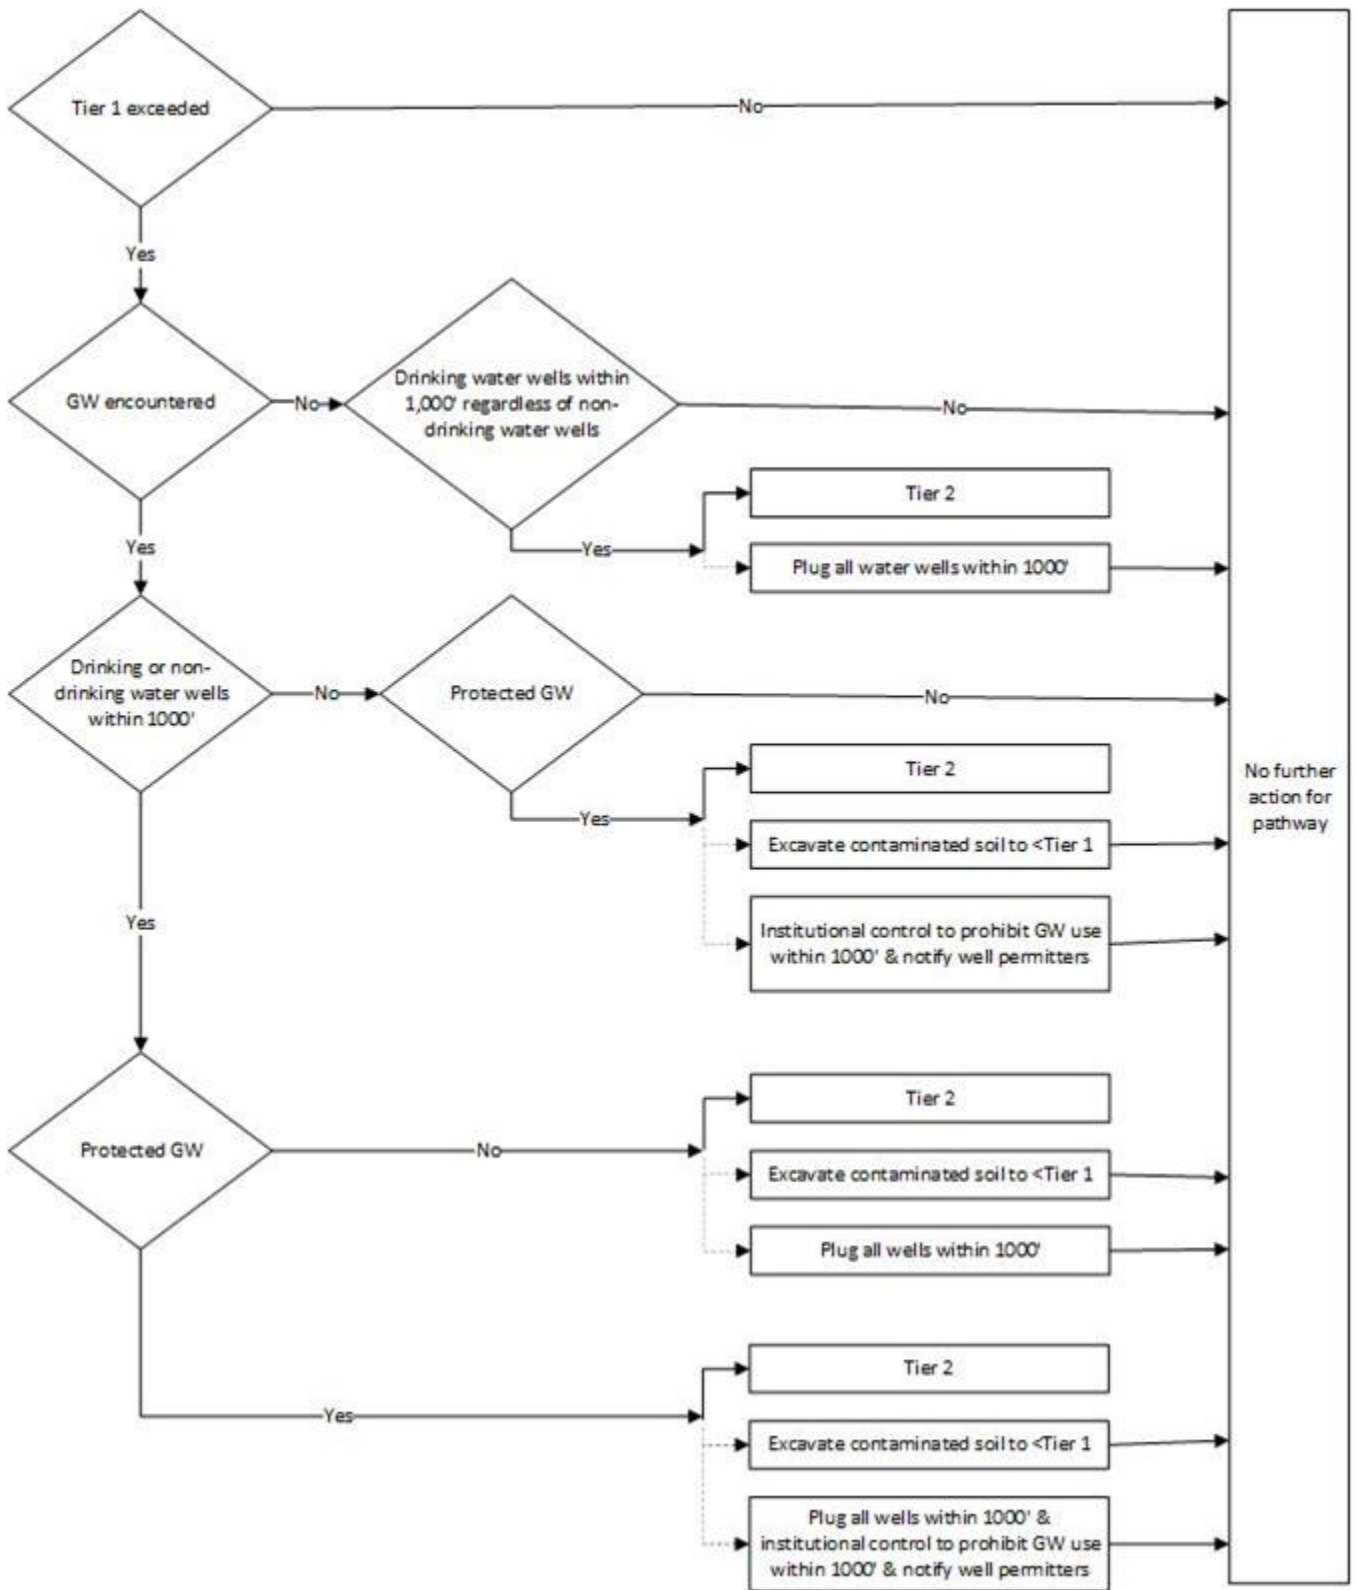 Tier 1 exceeded
No
Yes
GW encountered
No
Drinking water wells within
1,000' regardless of non-
drinking water wells
No
Tier 2
Yes
Plug all water wells within 1000'
Yes
Drinking or non-
drinking water wells
within 1000'
No
Protected GW
No
Tier 2
Yes
Excavate contaminated soil to <Tier 1
Institutional control to prohibit GW use
within 1000' & notify well permitters
No further
action for
pathway
Yes
Protected GW
No
Tier 2
Excavate contaminated soil to <Tier 1
Plug all wells within 1000'
Yes
Tier 2
Excavate contaminated soil to <Tier 1
Plug all wells within 1000' &
institutional control to prohibit GW use
within 1000' & notify well permitters